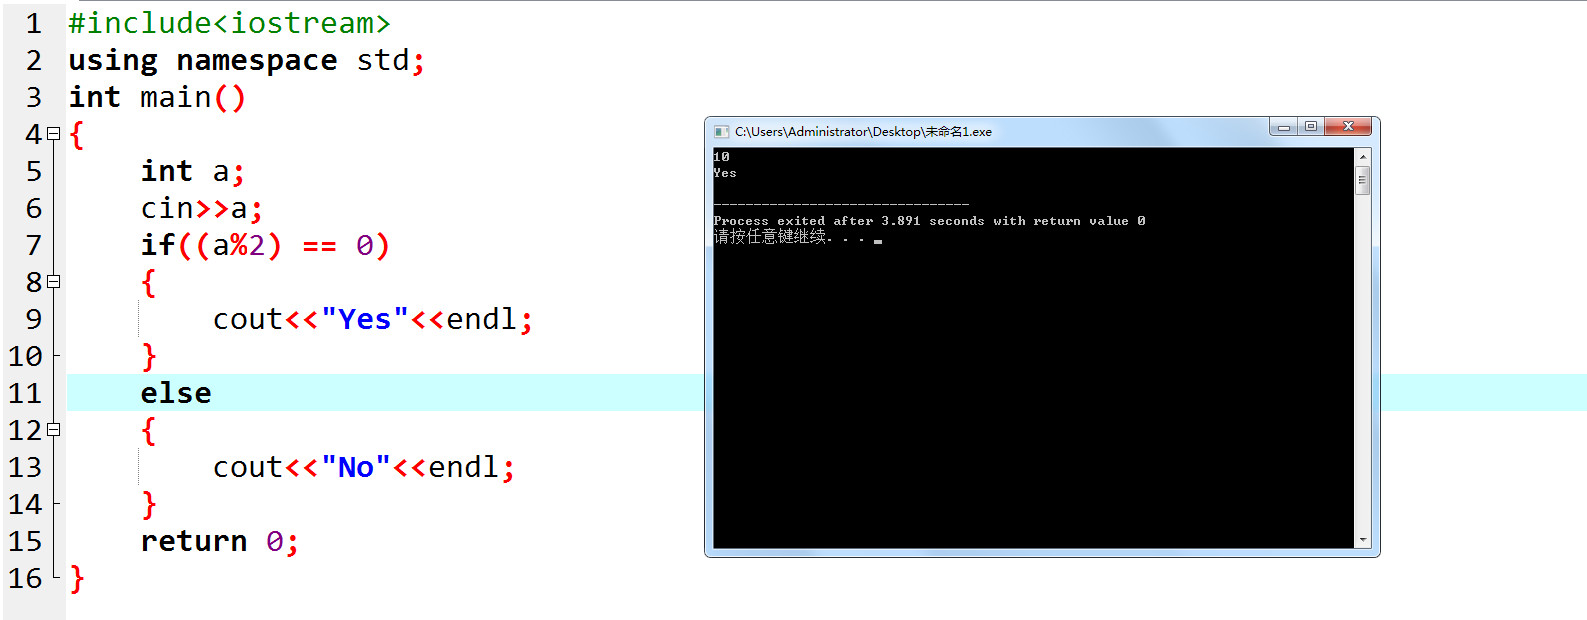 1 #include<iostream>
2 using namespace std;
3 int main()
4 {
5 int a;
6 cin>>a;
7 if((a%2) == 0)
8 {
9 cout<<"Yes"<<endl;
10 }
11 else
12 {
13 cout<<"No"<<endl;
14 }
15 return 0;
16 }
C:\Users\Administrator\Desktop\未命名1.exe
10
Yes
--------------------------------
Process exited after 3.891 seconds with return value 0
请按任意键继续. . .